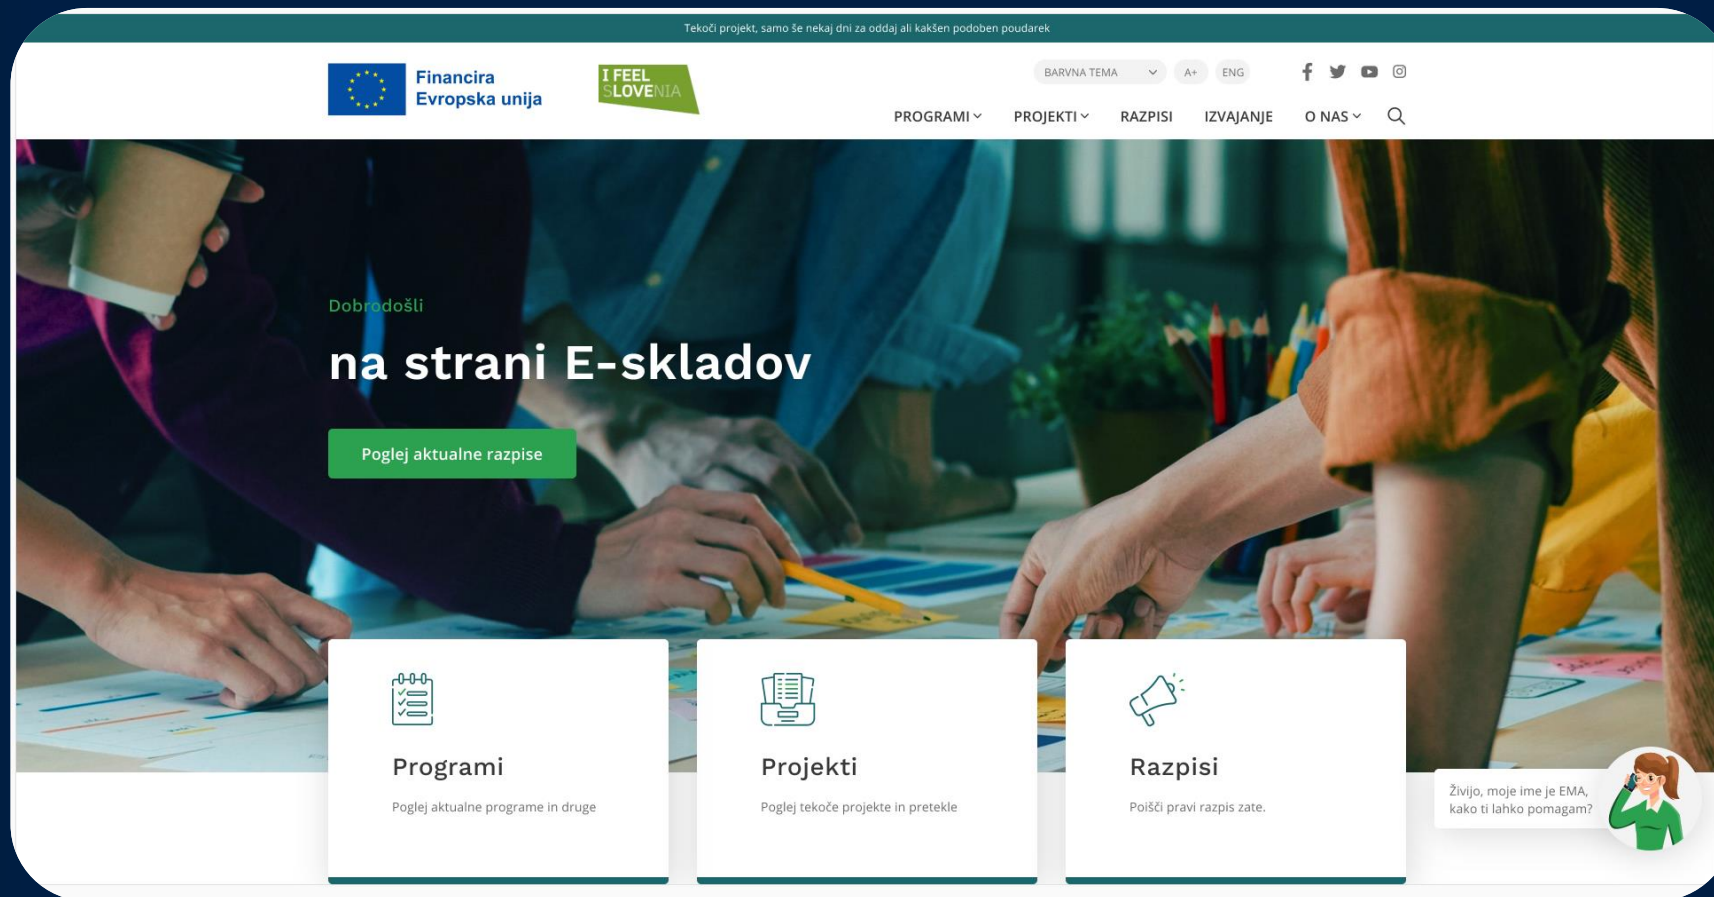 Tekoči projekt, samo še nekaj dni za oddaj ali kakšen podoben poudarek
Financira
Evropska unija
I FEEL
SLOVENIA
BARVNA TEMA
A+
ENG
PROGRAMI
PROJEKTI
RAZPISI
IZVAJANJE
O NAS
Dobrodošli
na strani E-skladov
Poglej aktualne razpise
Programi
Poglej aktualne programe in druge
Projekti
Poglej tekoče projekte in pretekle
Razpisi
Poišči pravi razpis zate.
Živijo, moje ime je EMA,
kako ti lahko pomagam?